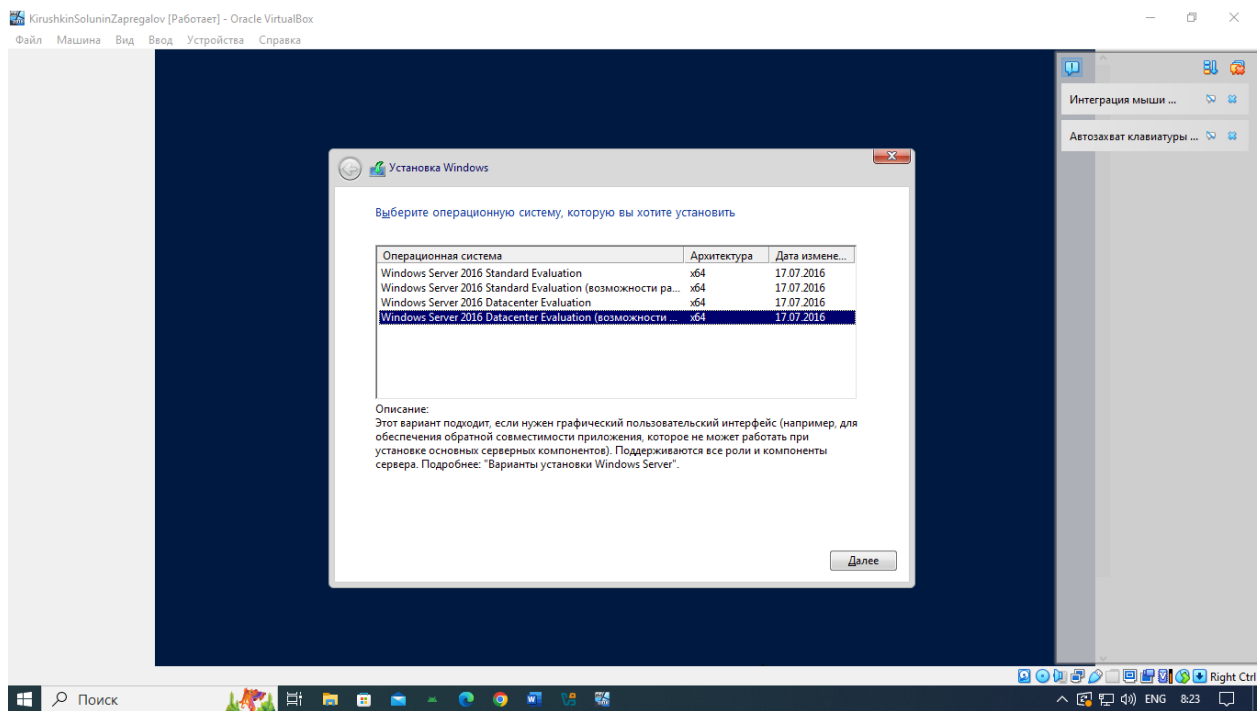 KirushkinSoluninZapregalov [Работает] - Oracle VirtualBox
Файл Машина Вид Ввод Устройства Справка
Интеграция мыши ...
Автозахват клавиатуры ...
Установка Windows
Выберите операционную систему, которую вы хотите установить
Операционная система Архитектура Дата измене...
Windows Server 2016 Standard Evaluation x64 17.07.2016
Windows Server 2016 Standard Evaluation (возможности ра... x64 17.07.2016
Windows Server 2016 Datacenter Evaluation x64 17.07.2016
Windows Server 2016 Datacenter Evaluation (возможности ... x64 17.07.2016
Описание:
Этот вариант подходит, если нужен графический пользовательский интерфейс (например, для
обеспечения обратной совместимости приложения, которое не может работать при
установке основных серверных компонентов). Поддерживаются все роли и компоненты
сервера. Подробнее: "Варианты установки Windows Server".
Далее
Right Ctrl
Поиск
ENG 8:23